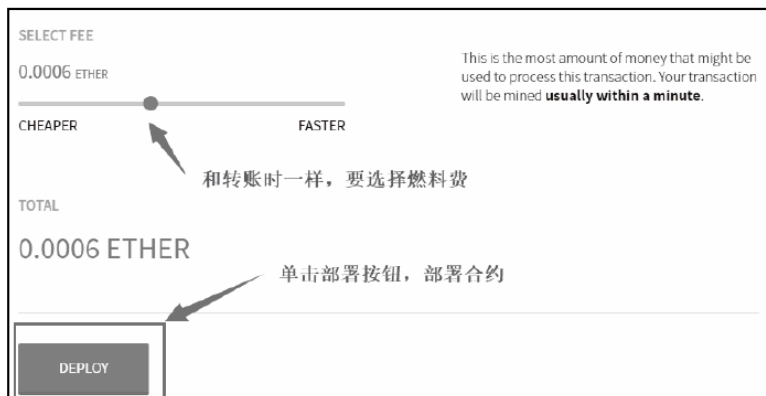 SELECT FEE
0.0006 ETHER
This is the most amount of money that might be
used to process this transaction. Your transaction
will be mined usually within a minute.
CHEAPER
FASTER
和转账时一样，要选择燃料费
TOTAL
0.0006 ETHER
单击部署按钮，部署合约
DEPLOY